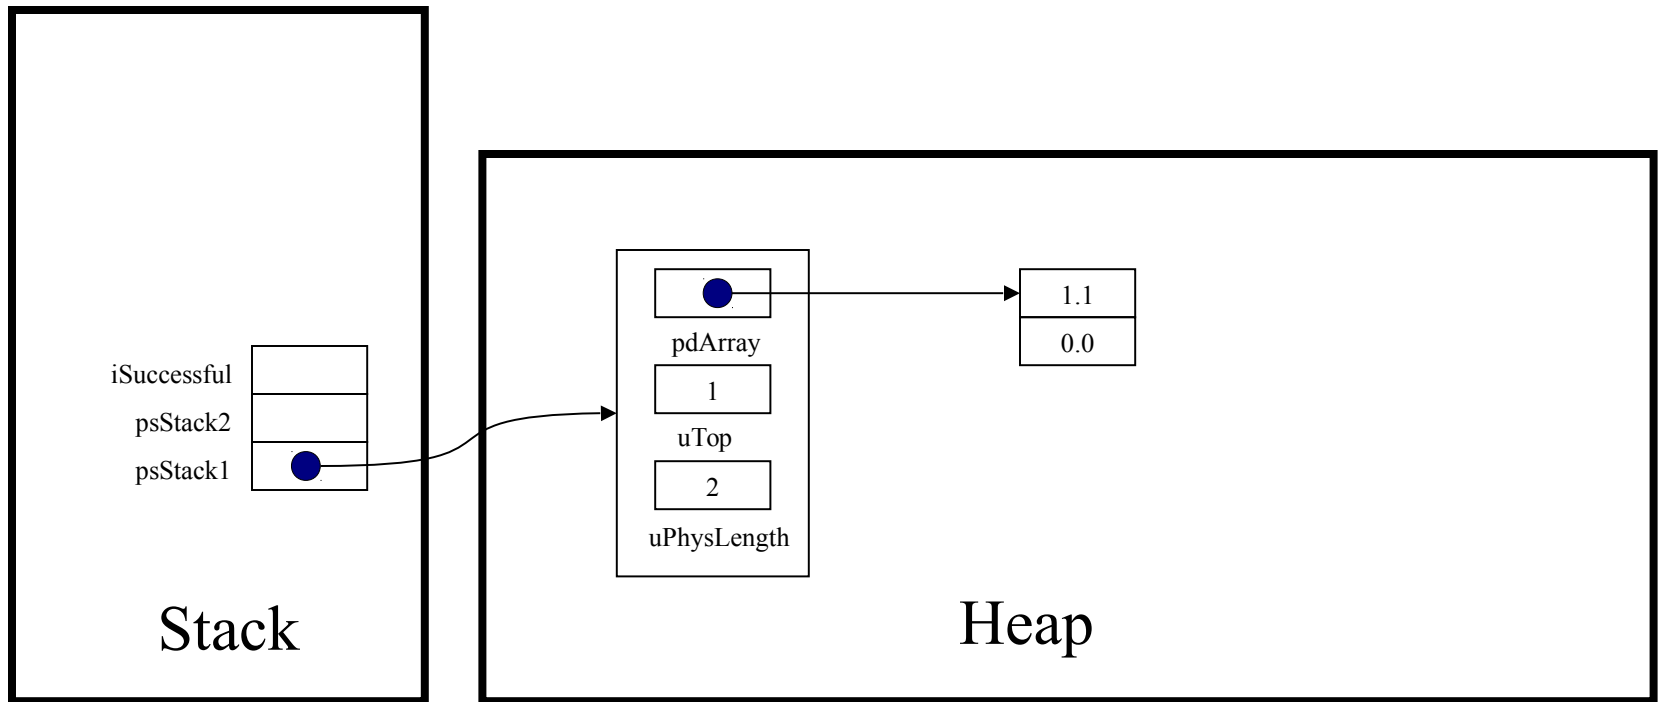 iSuccessful
psStack2
psStack1
Stack
pdArray
1
uTop
2
uPhysLength
1.1
0.0
Heap